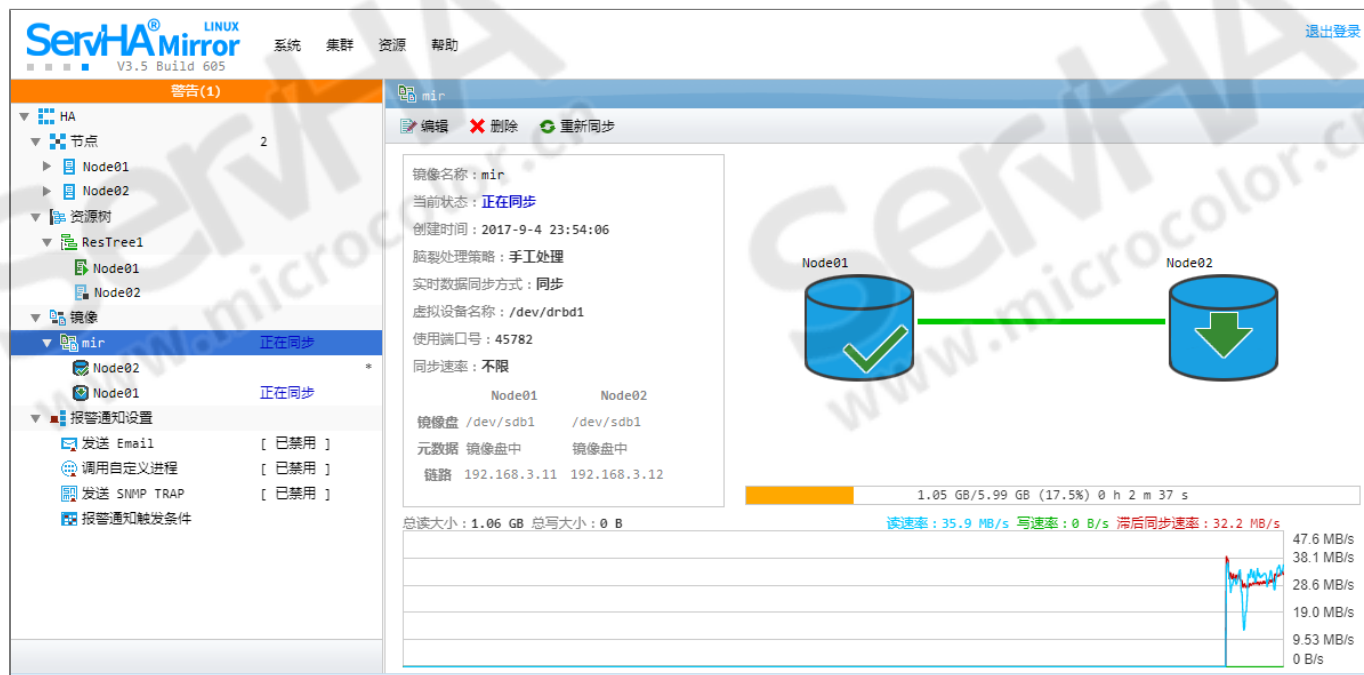 ServHA® Mirror LINUX
V3.5 Build 605
系统 集群 资源 帮助
退出登录
警告(1)
HA
节点 2
Node01
Node02
资源树
ResTree1
Node01
Node02
镜像
mir 正在同步
Node02 *
Node01 正在同步
报警通知设置
发送 Email [ 已禁用 ]
调用自定义进程 [ 已禁用 ]
发送 SNMP TRAP [ 已禁用 ]
报警通知触发条件
mir
编辑 删除 重新同步
镜像名称：mir
当前状态：正在同步
创建时间：2017-9-4 23:54:06
脑裂处理策略：手工处理
实时数据同步方式：同步
虚拟设备名称：/dev/drbd1
使用端口号：45782
同步速率：不限
Node01 Node02
镜像盘 /dev/sdb1 /dev/sdb1
元数据 镜像盘中 镜像盘中
链路 192.168.3.11 192.168.3.12
Node01 Node02
1.05 GB/5.99 GB (17.5%) 0 h 2 m 37 s
总读大小：1.06 GB 总写大小：0 B
读速率：35.9 MB/s 写速率：0 B/s 滞后同步速率：32.2 MB/s
47.6 MB/s
38.1 MB/s
28.6 MB/s
19.0 MB/s
9.53 MB/s
0 B/s
ServHA
www.microcolor.cn
ServHA
www.microcolor.cn